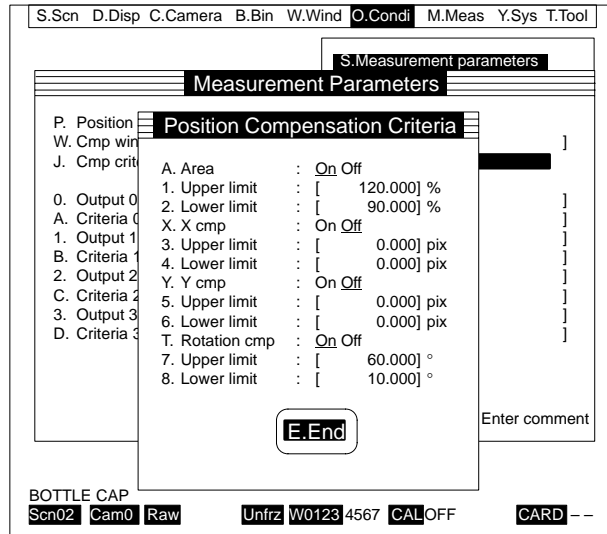 S.Scn D.Disp C.Camera B.Bin W.Wind O.Condi M.Meas Y.Sys T.Tool
S.Measurement parameters
Measurement Parameters
P. Position
W. Cmp win ]
J. Cmp crite
0. Output 0 ]
A. Criteria 0 ]
1. Output 1 ]
B. Criteria 1 ]
2. Output 2 ]
C. Criteria 2 ]
3. Output 3 ]
D. Criteria 3 ]
Position Compensation Criteria
A. Area : On Off
1. Upper limit : [ 120.000] %
2. Lower limit : [ 90.000] %
X. X cmp : On Off
3. Upper limit : [ 0.000] pix
4. Lower limit : [ 0.000] pix
Y. Y cmp : On Off
5. Upper limit : [ 0.000] pix
6. Lower limit : [ 0.000] pix
T. Rotation cmp : On Off
7. Upper limit : [ 60.000] °
8. Lower limit : [ 10.000] °
E.End
Enter comment
BOTTLE CAP
Scn02 Cam0 Raw Unfrz W0123 4567 CAL OFF CARD – –